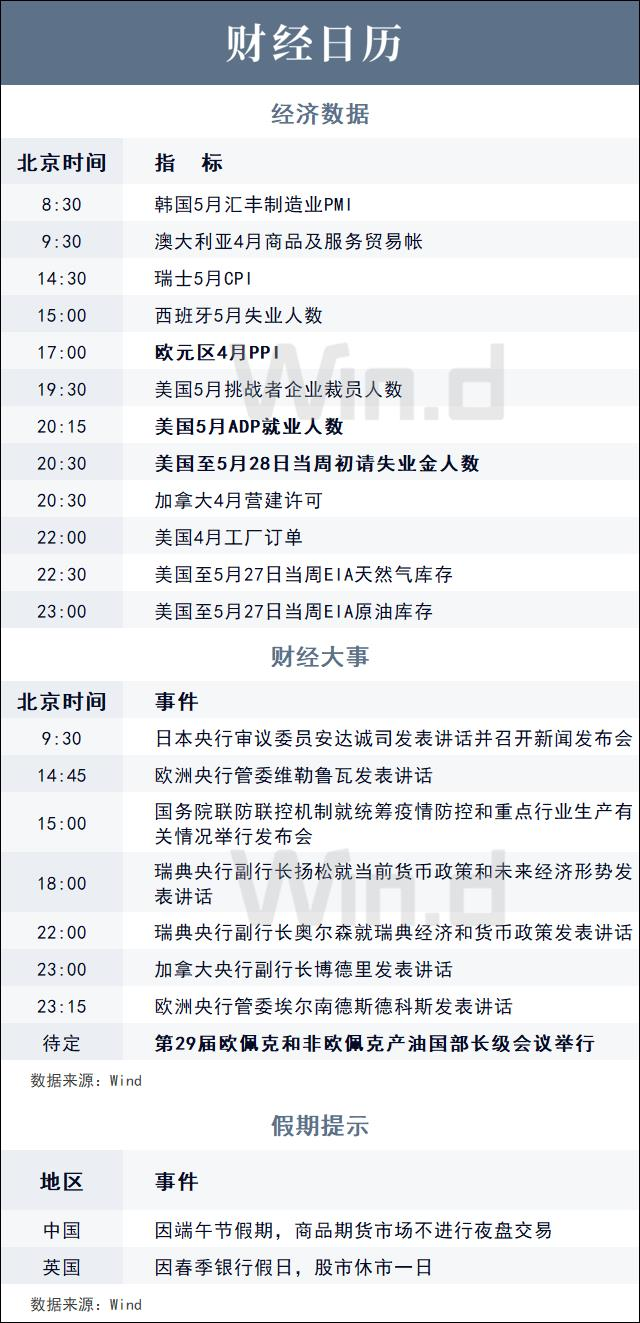 财经日历
经济数据
北京时间 指 标
8:30 韩国5月汇丰制造业PMI
9:30 澳大利亚4月商品及服务贸易帐
14:30 瑞士5月CPI
15:00 西班牙5月失业人数
17:00 欧元区4月PPI
19:30 美国5月挑战者企业裁员人数
20:15 美国5月ADP就业人数
20:30 美国至5月28日当周初请失业金人数
20:30 加拿大4月营建许可
22:00 美国4月工厂订单
22:30 美国至5月27日当周EIA天然气库存
23:00 美国至5月27日当周EIA原油库存
Win.d
财经大事
北京时间 事件
9:30 日本央行审议委员安达诚司发表讲话并召开新闻发布会
14:45 欧洲央行管委维勒鲁瓦发表讲话
15:00 国务院联防联控机制就统筹疫情防控和重点行业生产有
关情况举行发布会
18:00 瑞典央行副行长扬松就当前货币政策和未来经济形势发
表讲话
22:00 瑞典央行副行长奥尔森就瑞典经济和货币政策发表讲话
23:00 加拿大央行副行长博德里发表讲话
23:15 欧洲央行管委埃尔南德斯德科斯发表讲话
待定 第29届欧佩克和非欧佩克产油国部长级会议举行
Win.d
数据来源：Wind
假期提示
地区 事件
中国 因端午节假期，商品期货市场不进行夜盘交易
英国 因春季银行假日，股市休市一日
数据来源：Wind